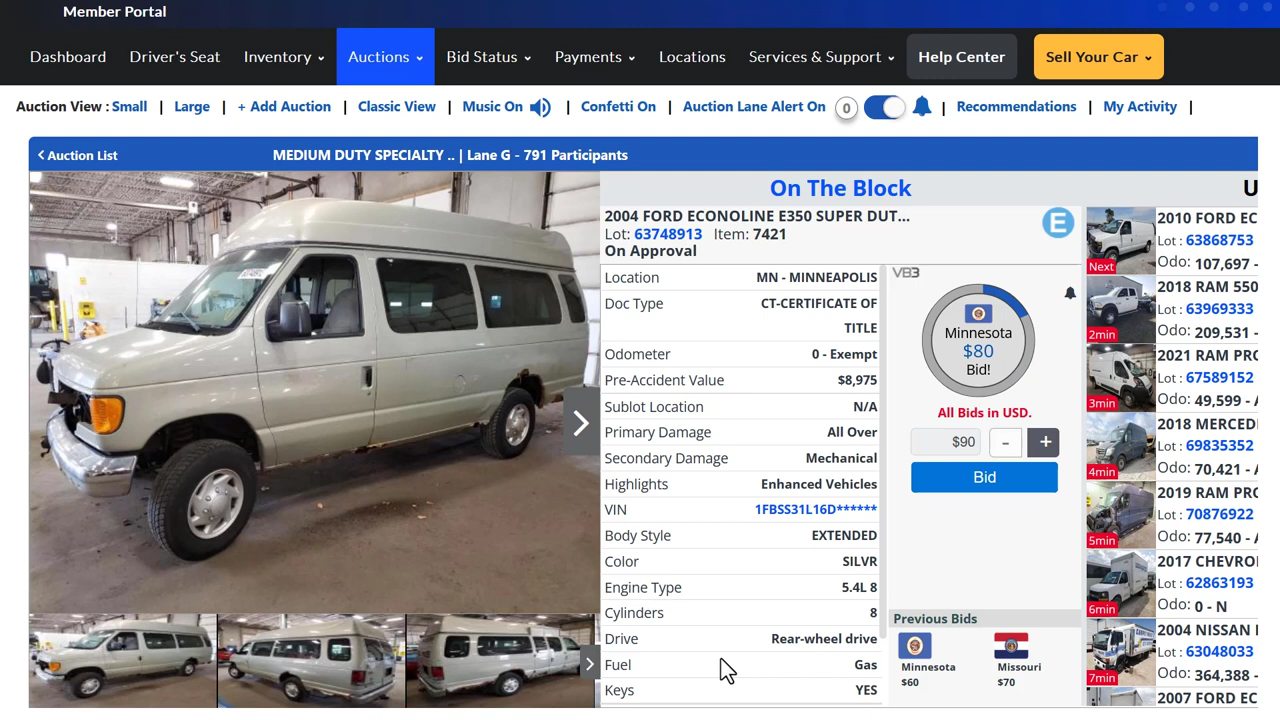 Member Portal
Dashboard Driver's Seat Inventory Auctions Bid Status Payments Locations Services & Support Help Center Sell Your Car
Auction View : Small | Large | + Add Auction | Classic View | Music On | Confetti On | Auction Lane Alert On 0 | Recommendations | My Activity |
Auction List MEDIUM DUTY SPECIALTY .. | Lane G - 791 Participants
On The Block
U
2004 FORD ECONOLINE E350 SUPER DUT...
Lot: 63748913 Item: 7421
On Approval
E
Location MN - MINNEAPOLIS
Doc Type CT-CERTIFICATE OF
TITLE
Odometer 0 - Exempt
Pre-Accident Value $8,975
Sublot Location N/A
Primary Damage All Over
Secondary Damage Mechanical
Highlights Enhanced Vehicles
VIN 1FBSS31L16D******
Body Style EXTENDED
Color SILVR
Engine Type 5.4L 8
Cylinders 8
Drive Rear-wheel drive
Fuel Gas
Keys YES
VB3
Minnesota
$80
Bid!
All Bids in USD.
$90 - +
Bid
Previous Bids
Minnesota
$60
Missouri
$70
2010 FORD EC
Lot : 63868753
Next Odo: 107,697 -
2018 RAM 550
Lot : 63969333
2min Odo: 209,531 -
2021 RAM PRO
Lot : 67589152
3min Odo: 49,599 - A
2018 MERCEDI
Lot : 69835352
4min Odo: 70,421 - A
2019 RAM PRO
Lot : 70876922
5min Odo: 77,540 - A
2017 CHEVRO
Lot : 62863193
6min Odo: 0 - N
2004 NISSAN
Lot : 63048033
7min Odo: 364,388 -
2007 FORD EC